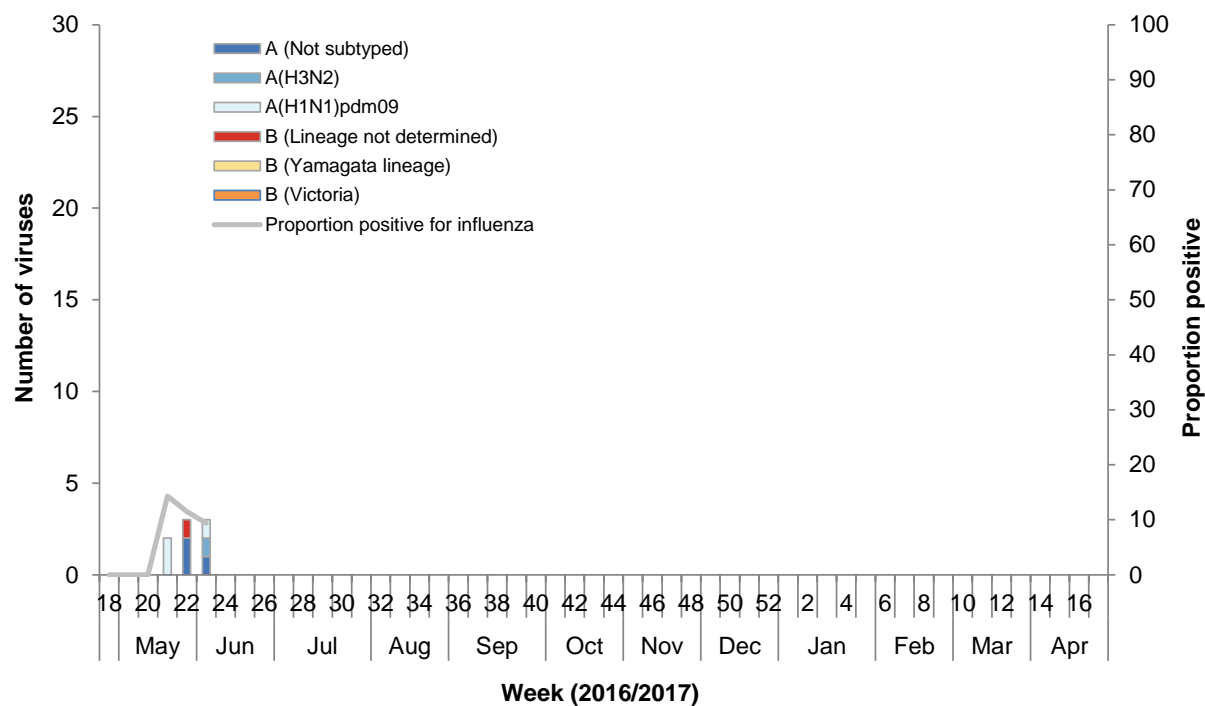 30
25
20
15
10
5
0
Number of viruses
A (Not subtyped)
A(H3N2)
A(H1N1)pdm09
B (Lineage not determined)
B (Yamagata lineage)
B (Victoria)
Proportion positive for influenza
100
90
80
70
60
50
40
30
20
10
0
Proportion positive
18 20 22 24 26 28 30 32 34 36 38 40 42 44 46 48 50 52 2 4 6 8 10 12 14 16
May Jun Jul Aug Sep Oct Nov Dec Jan Feb Mar Apr
Week (2016/2017)